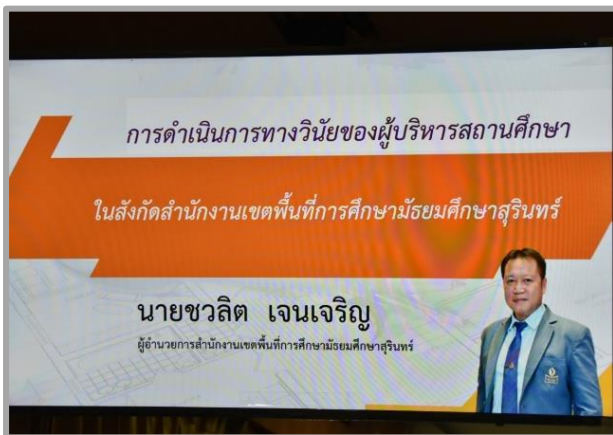 การดำเนินการทางวินัยของผู้บริหารสถานศึกษา
ในสังกัดสำนักงานเขตพื้นที่การศึกษามัธยมศึกษาสุรินทร์
นายชวลิต เจนเจริญ
ผู้อำนวยการสำนักงานเขตพื้นที่การศึกษามัธยมศึกษาสุรินทร์